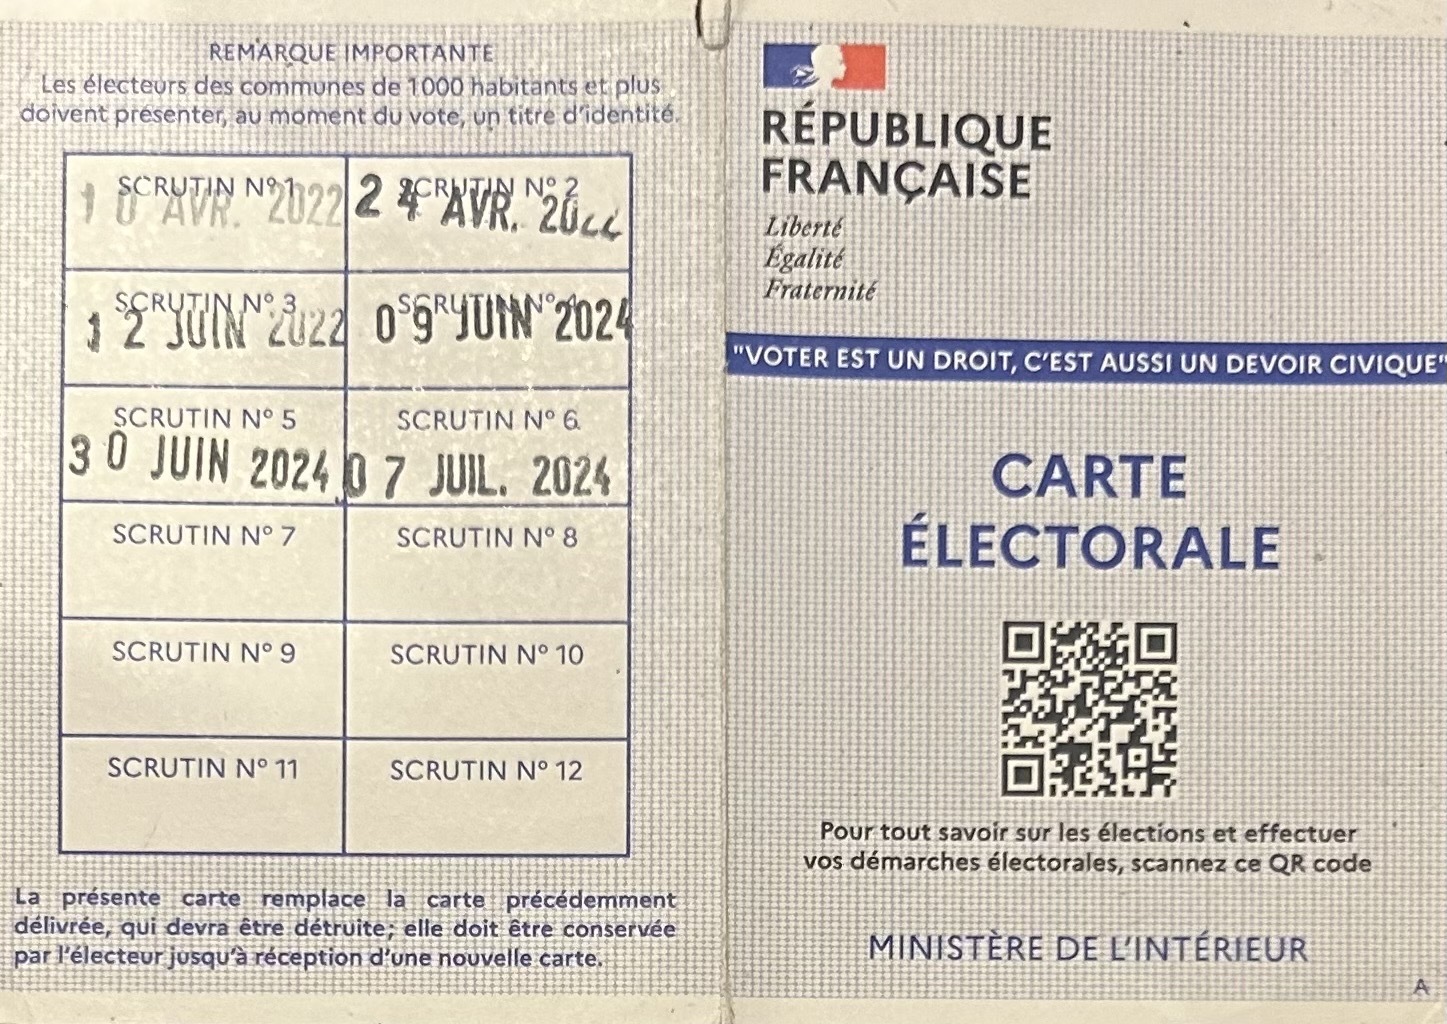 REMARQUE IMPORTANTE
Les électeurs des communes de 1000 habitants et plus
doivent présenter, au moment du vote, un titre d'identité.
SCRUTIN N° 1
10 AVR. 2022
SCRUTIN N° 2
24 AVR. 2022
SCRUTIN N° 3
12 JUIN 2022
SCRUTIN N° 4
09 JUIN 2024
SCRUTIN N° 5
30 JUIN 2024
SCRUTIN N° 6
07 JUIL. 2024
SCRUTIN N° 7
SCRUTIN N° 8
SCRUTIN N° 9
SCRUTIN N° 10
SCRUTIN N° 11
SCRUTIN N° 12
La présente carte remplace la carte précédemment
délivrée, qui devra être détruite; elle doit être conservée
par l'électeur jusqu'à réception d'une nouvelle carte.
RÉPUBLIQUE
FRANÇAISE
Liberté
Égalité
Fraternité
"VOTER EST UN DROIT, C'EST AUSSI UN DEVOIR CIVIQUE"
CARTE
ÉLECTORALE
Pour tout savoir sur les élections et effectuer
vos démarches électorales, scannez ce QR code
MINISTÈRE DE L'INTÉRIEUR
A